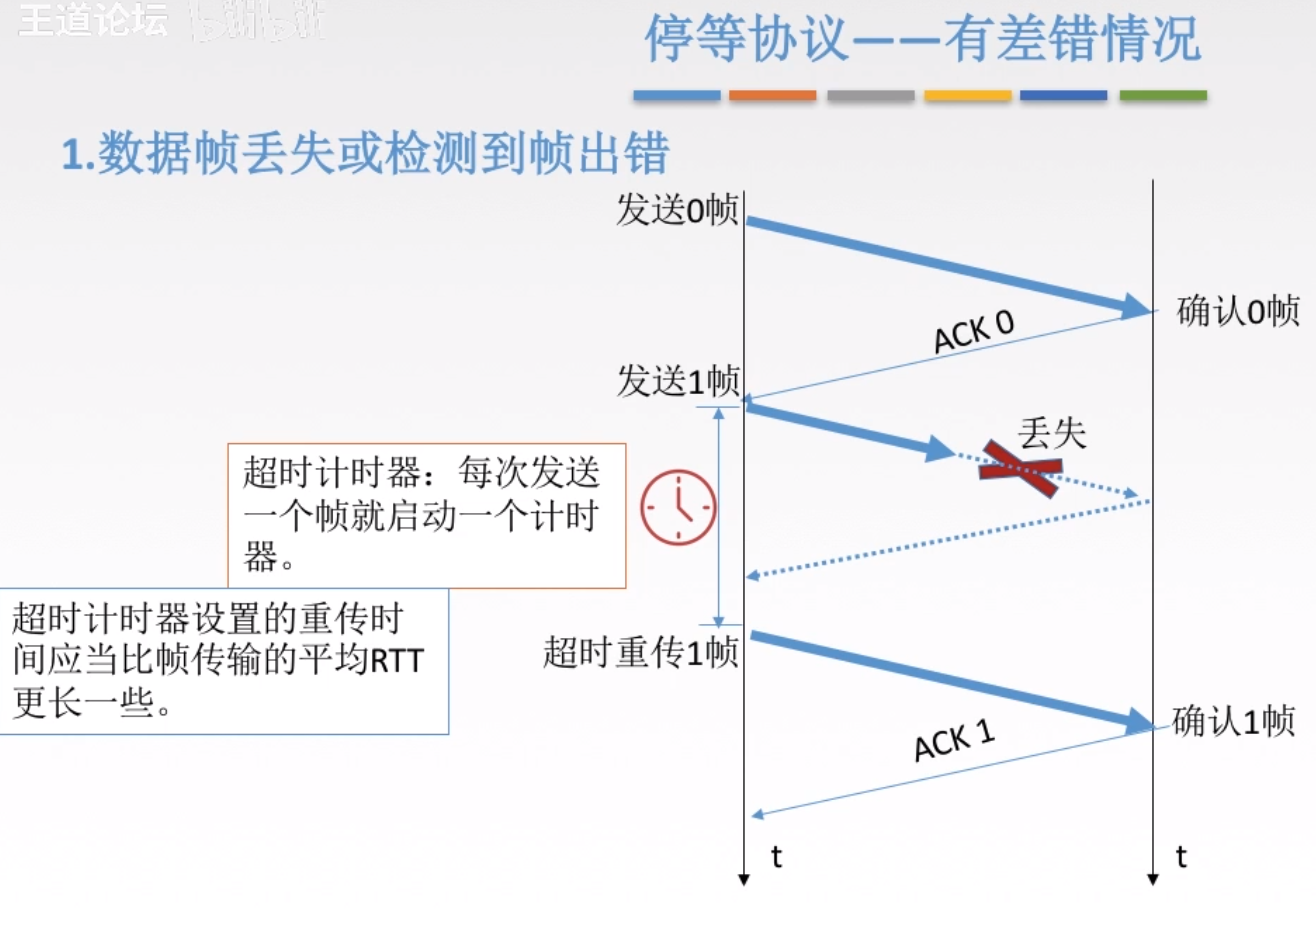 王道论坛 bilibili
停等协议——有差错情况
1.数据帧丢失或检测到帧出错
发送0帧
确认0帧
ACK 0
发送1帧
丢失
超时计时器：每次发送
一个帧就启动一个计时
器。
超时计时器设置的重传时
间应当比帧传输的平均RTT
更长一些。
超时重传1帧
确认1帧
ACK 1
t
t